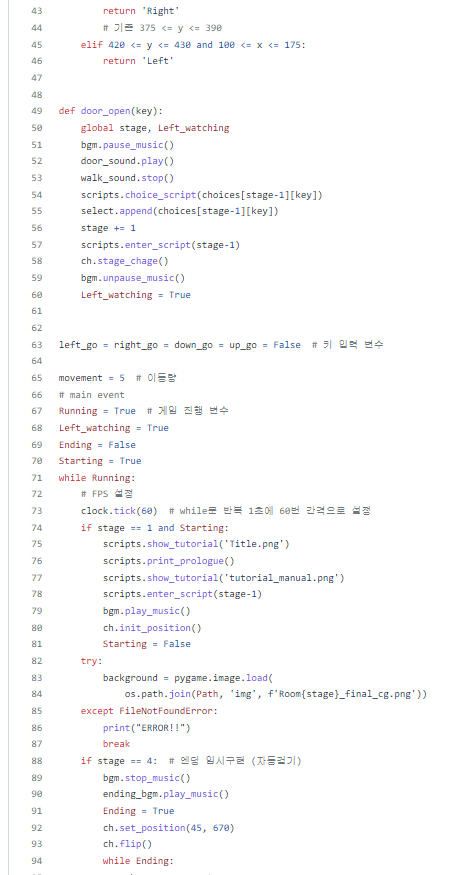 43 return 'Right'
44 # 기존 375 <= y <= 390
45 elif 420 <= y <= 430 and 100 <= x <= 175:
46 return 'Left'
47
48
49 def door_open(key):
50 global stage, Left_watching
51 bgm.pause_music()
52 door_sound.play()
53 walk_sound.stop()
54 scripts.choice_script(choices[stage-1][key])
55 select.append(choices[stage-1][key])
56 stage += 1
57 scripts.enter_script(stage-1)
58 ch.stage_chage()
59 bgm.unpause_music()
60 Left_watching = True
61
62
63 left_go = right_go = down_go = up_go = False # 키 입력 변수
64
65 movement = 5 # 이동량
66 # main event
67 Running = True # 게임 진행 변수
68 Left_watching = True
69 Ending = False
70 Starting = True
71 while Running:
72 # FPS 설정
73 clock.tick(60) # while문 반복 1초에 60번 간격으로 설정
74 if stage == 1 and Starting:
75 scripts.show_tutorial('Title.png')
76 scripts.print_prologue()
77 scripts.show_tutorial('tutorial_manual.png')
78 scripts.enter_script(stage-1)
79 bgm.play_music()
80 ch.init_position()
81 Starting = False
82 try:
83 background = pygame.image.load(
84 os.path.join(Path, 'img', f'Room{stage}_final_cg.png'))
85 except FileNotFoundError:
86 print("ERROR!!")
87 break
88 if stage == 4: # 엔딩 임시구현 (자동걷기)
89 bgm.stop_music()
90 ending_bgm.play_music()
91 Ending = True
92 ch.set_position(45, 670)
93 ch.flip()
94 while Ending: